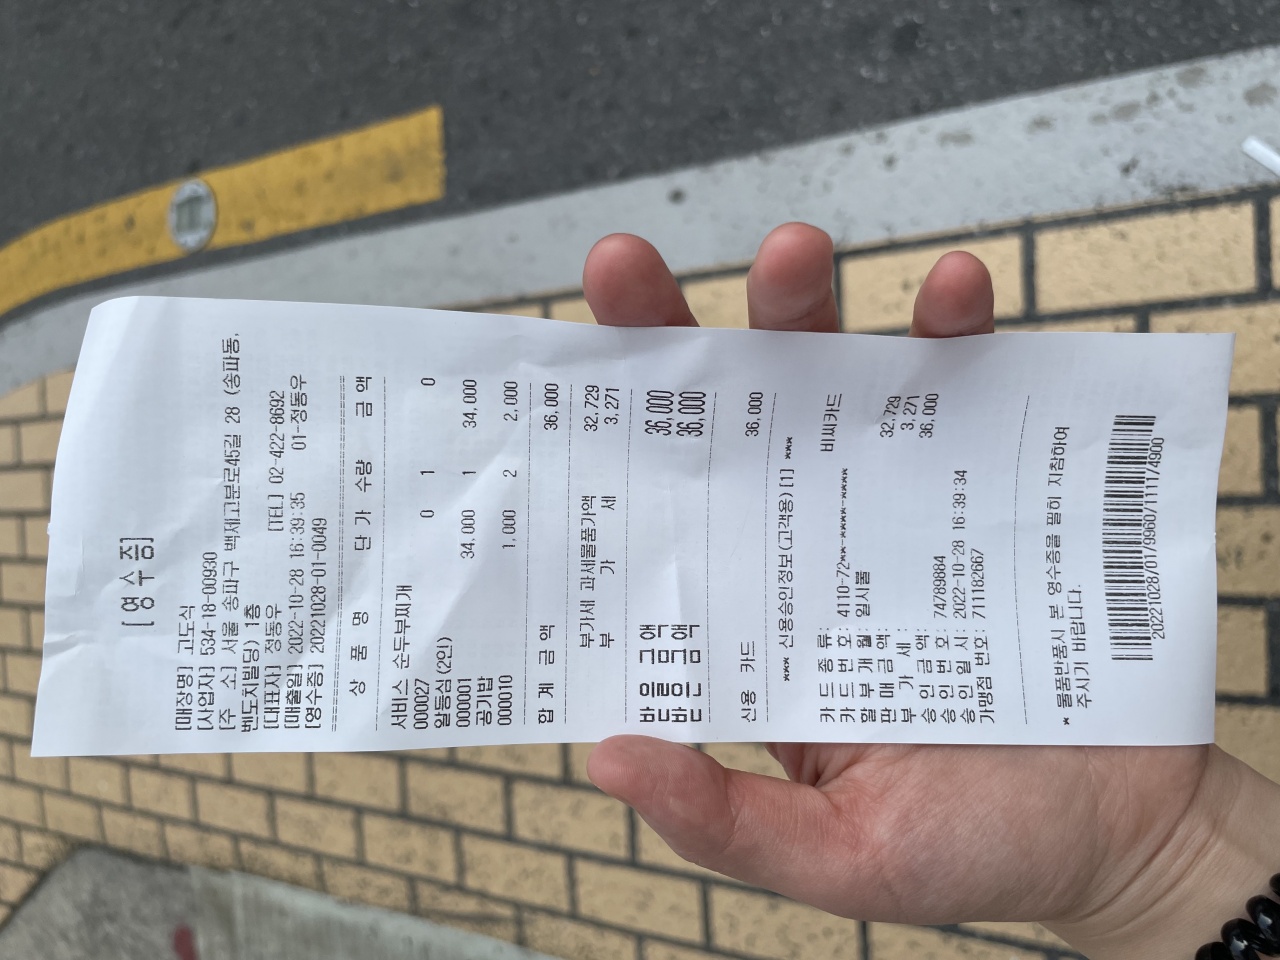 [영 수 증]
[매장명] 고도식
[사업자] 534-18-00930
[주 소] 서울 송파구 백제고분로45길 28 (송파동,
벤도지빌딩) 1층
[대표자] 정동우 [TEL] 02-422-8692
[매출일] 2022-10-28 16:39:35 01-정동우
[영수증] 20221028-01-0049
상 품 명 단 가 수량 금 액
서비스 순두부찌개
000027 0 1 0
알등심 (2인)
000001 34,000 1 34,000
공기밥
000010 1,000 2 2,000
합 계 금 액 36,000
부가세 과세물품가액 32,729
부 가 세 3,271
받을금액 36,000
받은금액 36,000
신용 카드 36,000
*** 신용승인정보(고객용) [1] ***
카 드 종 류: 비씨카드
카 드 번 호: 4110-72**-****-****
할 부 개 월: 일시불
판 매 금 액: 32,729
부 가 세 : 3,271
승 인 금 액: 36,000
승 인 번 호: 74789884
승 인 일 시: 2022-10-28 16:39:34
가맹점 번호: 711182667
* 물품반품시 본 영수증을 필히 지참하여
주시기 바랍니다.
20221028/01/9960/111174900